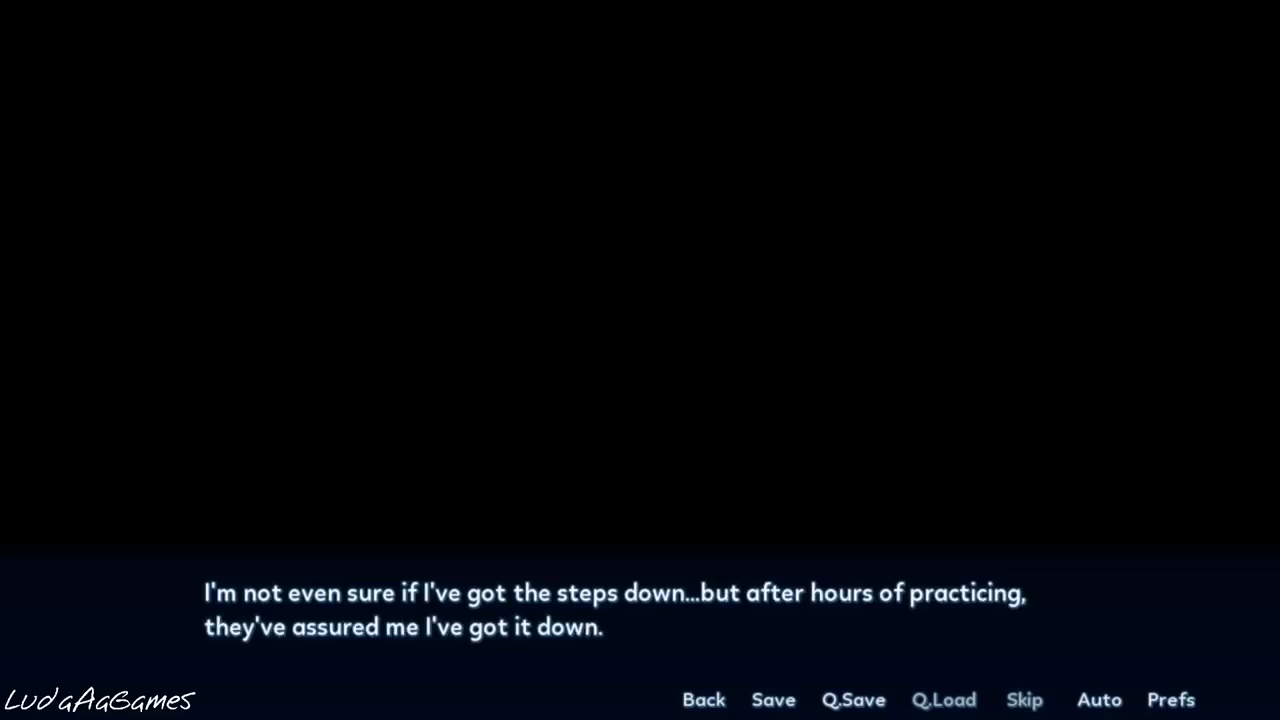 I'm not even sure if I've got the steps down...but after hours of practicing,
they've assured me I've got it down.
LudaAaGames
Back Save Q.Save Q.Load Skip Auto Prefs